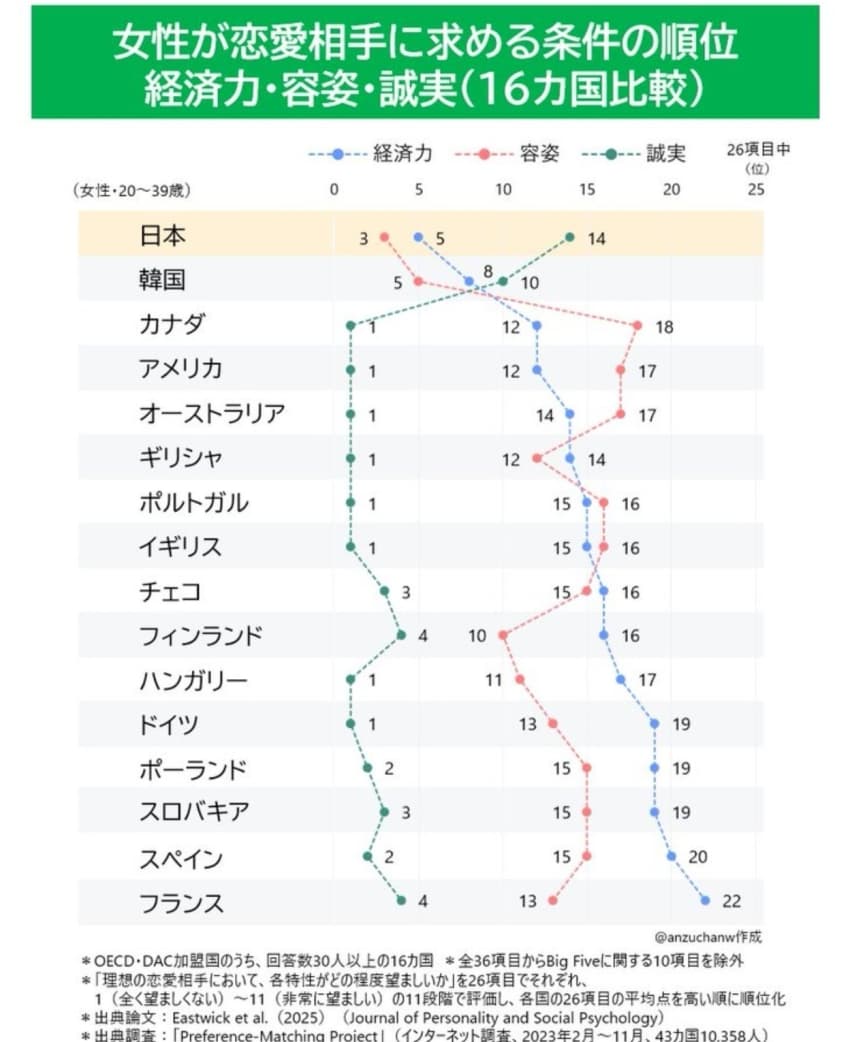 女性が恋愛相手に求める条件の順位
経済力・容姿・誠実（16カ国比較）
経済力 容姿 誠実 26項目中
（位）
（女性・20～39歳） 0 5 10 15 20 25
日本 3 5 14
韓国 5 8 10
カナダ 1 12 18
アメリカ 1 12 17
オーストラリア 1 14 17
ギリシャ 1 12 14
ポルトガル 1 15 16
イギリス 1 15 16
チェコ 3 15 16
フィンランド 4 10 16
ハンガリー 1 11 17
ドイツ 1 13 19
ポーランド 2 15 19
スロバキア 3 15 19
スペイン 2 15 20
フランス 4 13 22
@anzuchanw作成
＊OECD・DAC加盟国のうち、回答数30人以上の16カ国 ＊全36項目からBig Fiveに関する10項目を除外
＊「理想の恋愛相手において、各特性がどの程度望ましいか」を26項目でそれぞれ、
1（全く望ましくない）～11（非常に望ましい）の11段階で評価し、各国の26項目の平均点を高い順に順位化
＊出典論文：Eastwick et al.（2025）（Journal of Personality and Social Psychology）
＊出典調査：「Preference-Matching Project」（インターネット調査、2023年2月～11月、43カ国10,358人）